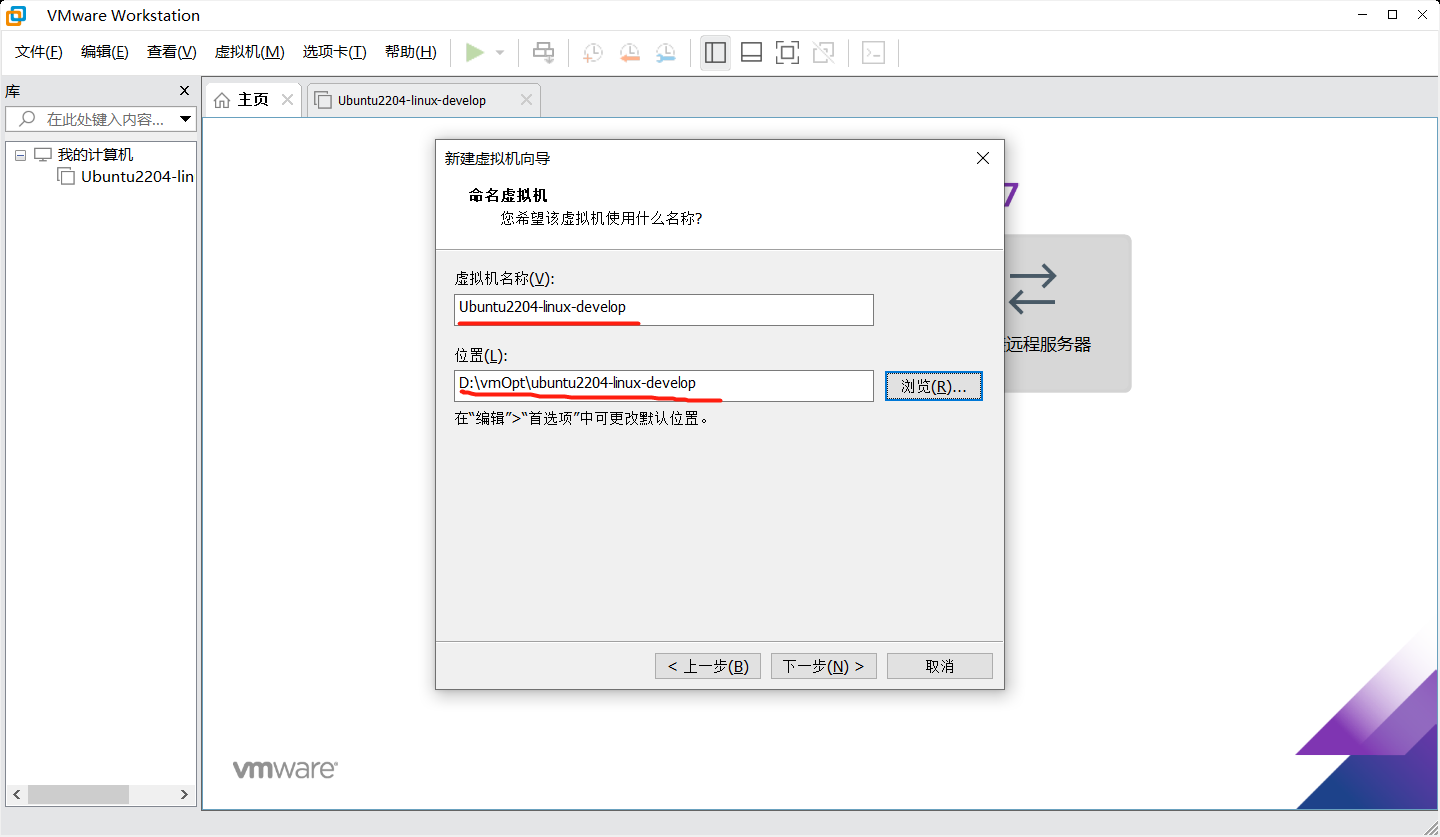 VMware Workstation
文件(F) 编辑(E) 查看(V) 虚拟机(M) 选项卡(T) 帮助(H)
库
在此处键入内容...
我的计算机
Ubuntu2204-lin
主页
Ubuntu2204-linux-develop
7
远程服务器
新建虚拟机向导
命名虚拟机
您希望该虚拟机使用什么名称?
虚拟机名称(V):
Ubuntu2204-linux-develop
位置(L):
D:\vmOpt\ubuntu2204-linux-develop
浏览(R)...
在“编辑”>“首选项”中可更改默认位置。
< 上一步(B) 下一步(N) > 取消
vmware